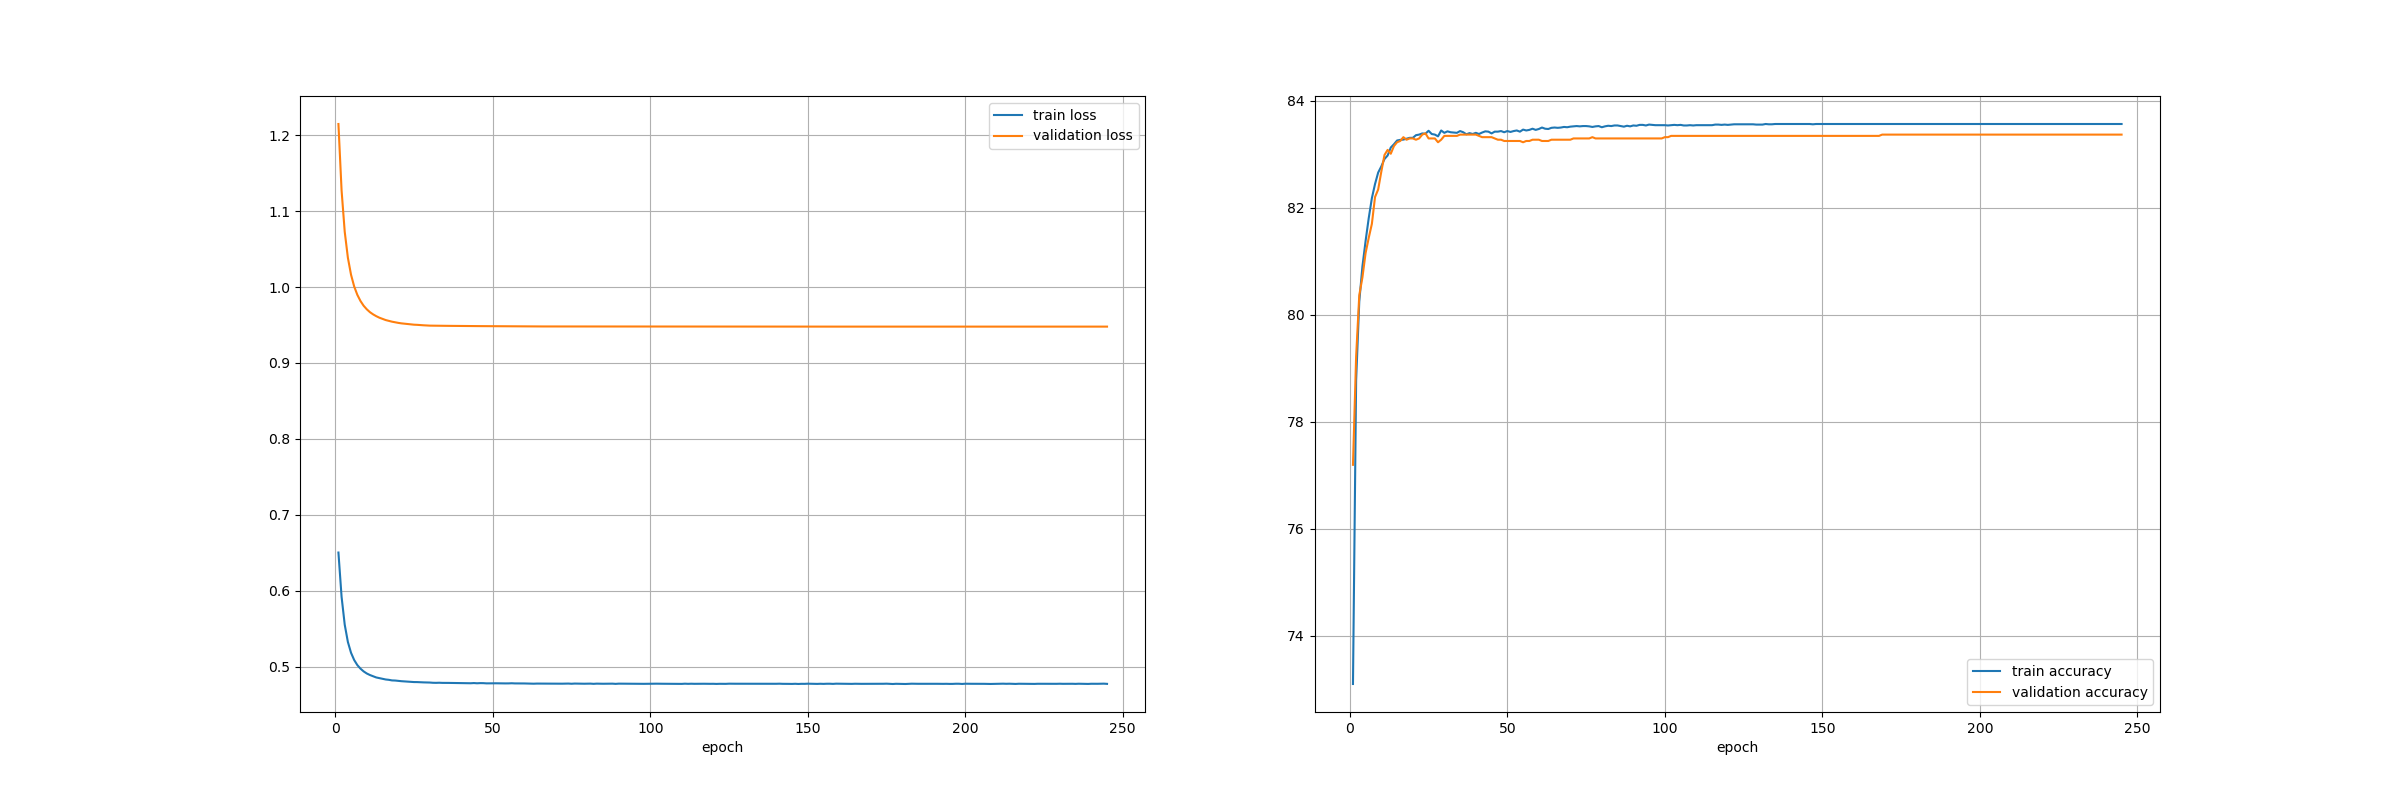 1.2
1.1
1.0
0.9
0.8
0.7
0.6
0.5
0 50 100 150 200 250
epoch
train loss
validation loss
84
82
80
78
76
74
0 50 100 150 200 250
epoch
train accuracy
validation accuracy